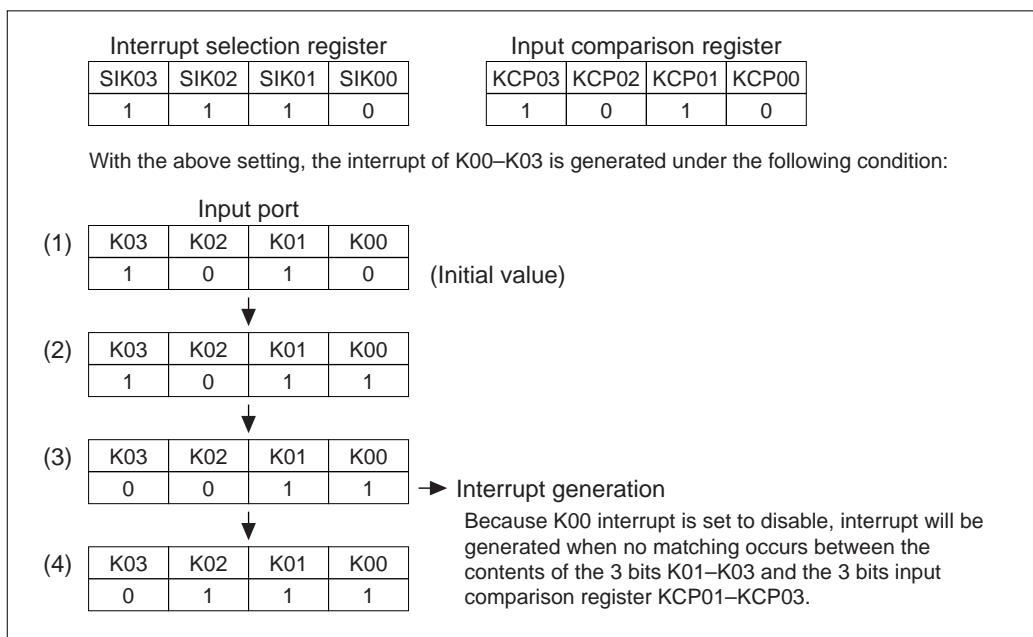 Interrupt selection register
SIK03 SIK02 SIK01 SIK00
1 1 1 0
Input comparison register
KCP03 KCP02 KCP01 KCP00
1 0 1 0
With the above setting, the interrupt of K00–K03 is generated under the following condition:
Input port
(1) K03 K02 K01 K00
1 0 1 0 (Initial value)
(2) K03 K02 K01 K00
1 0 1 1
(3) K03 K02 K01 K00
0 0 1 1 Interrupt generation
Because K00 interrupt is set to disable, interrupt will be
generated when no matching occurs between the
contents of the 3 bits K01–K03 and the 3 bits input
comparison register KCP01–KCP03.
(4) K03 K02 K01 K00
0 1 1 1